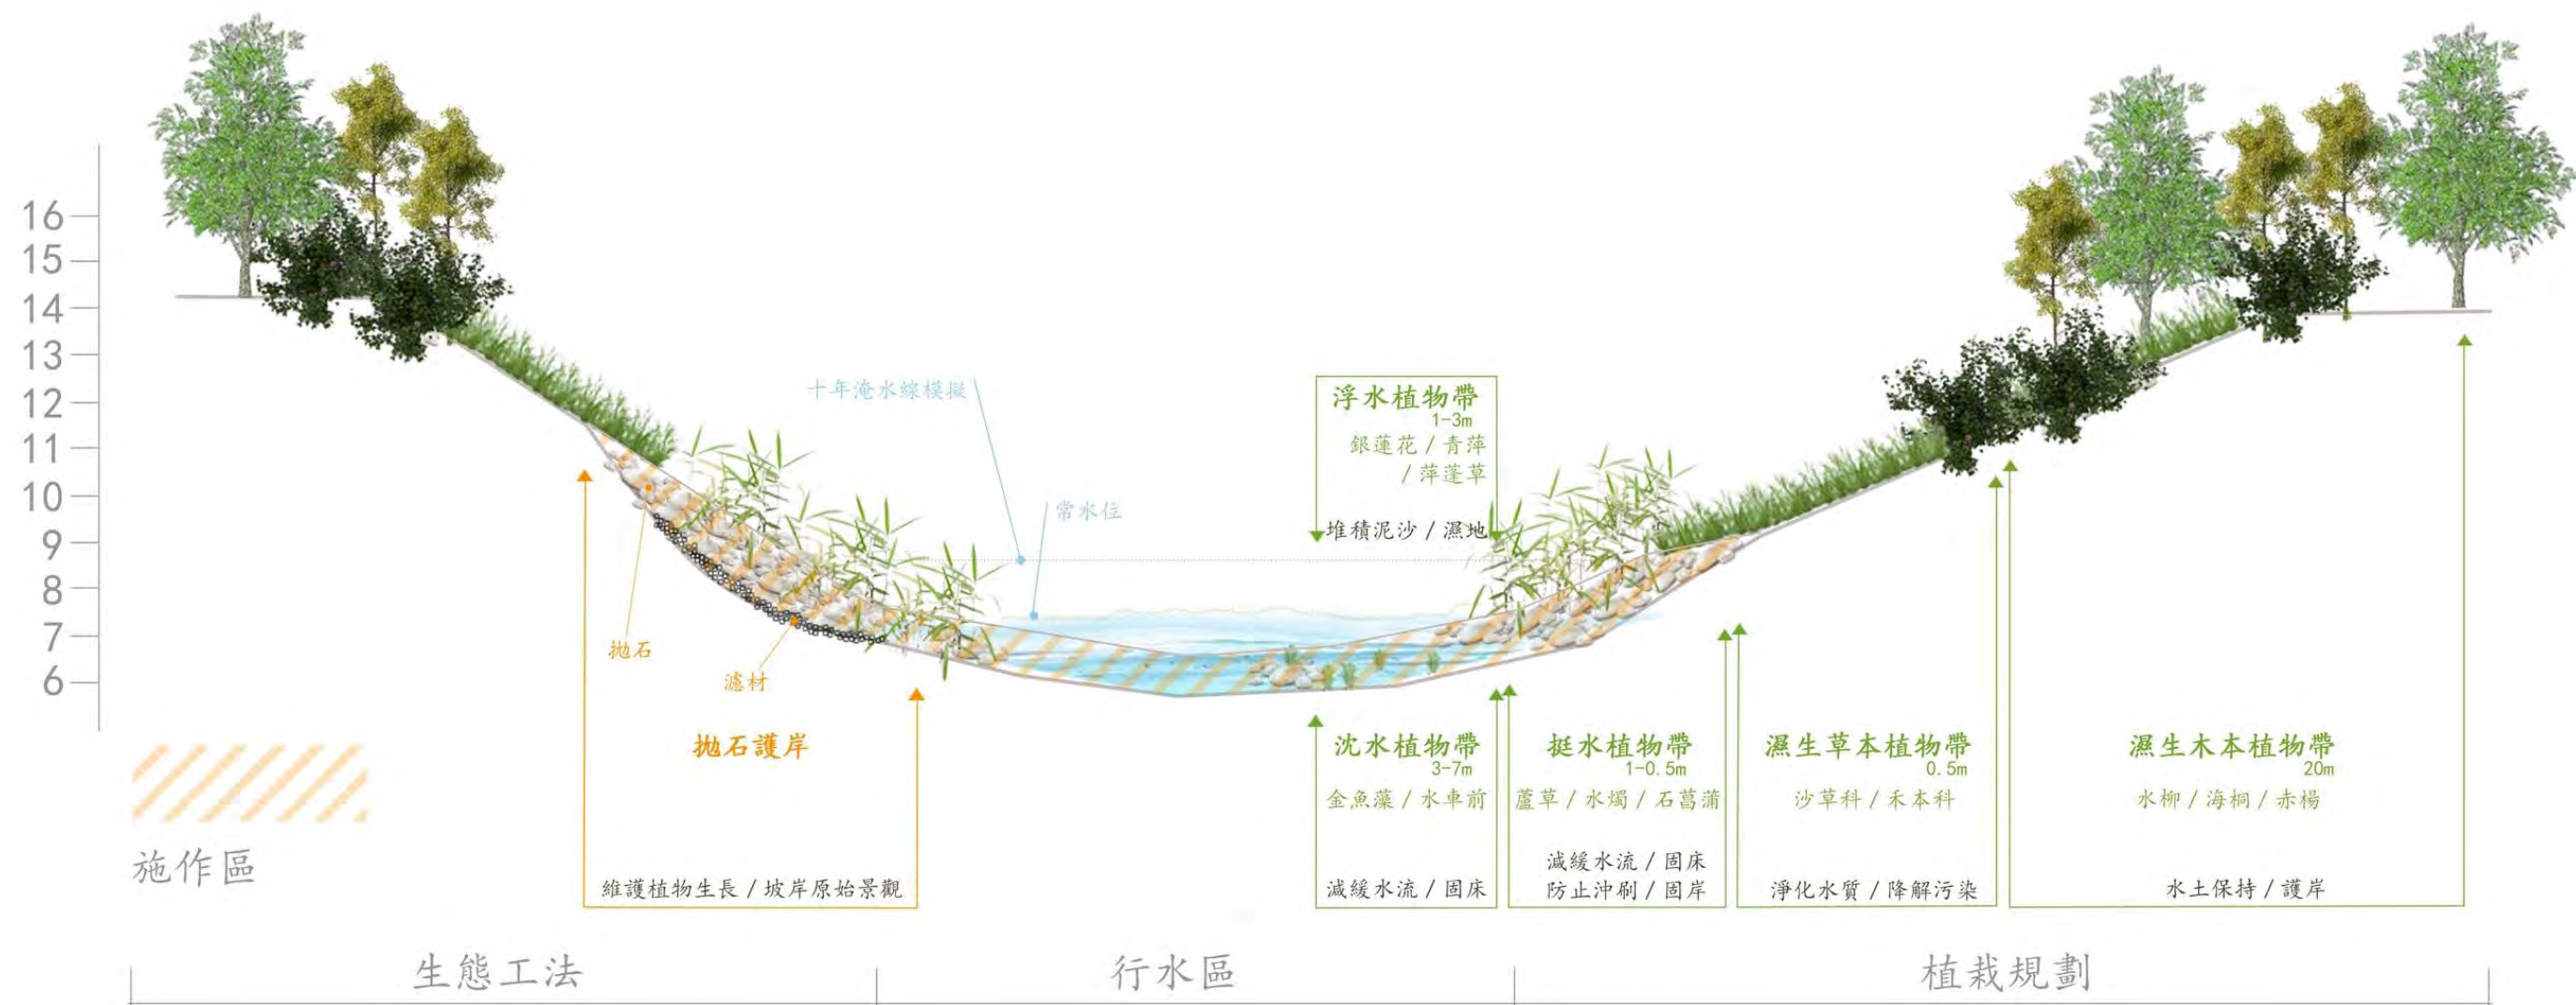 16
15
14
13
12
11
10
9
8
7
6
十年淹水線模擬
常水位
浮水植物帶
1-3m
銀蓮花 / 青萍
/ 萍蓬草
堆積泥沙 / 濕地
拋石
濾材
拋石護岸
維護植物生長 / 坡岸原始景觀
沈水植物帶
3-7m
金魚藻 / 水車前
減緩水流 / 固床
挺水植物帶
1-0.5m
蘆草 / 水燭 / 石菖蒲
減緩水流 / 固床
防止沖刷 / 固岸
濕生草本植物帶
0.5m
沙草科 / 禾本科
淨化水質 / 降解污染
濕生木本植物帶
20m
水柳 / 海桐 / 赤楊
水土保持 / 護岸
施作區
生態工法
行水區
植栽規劃